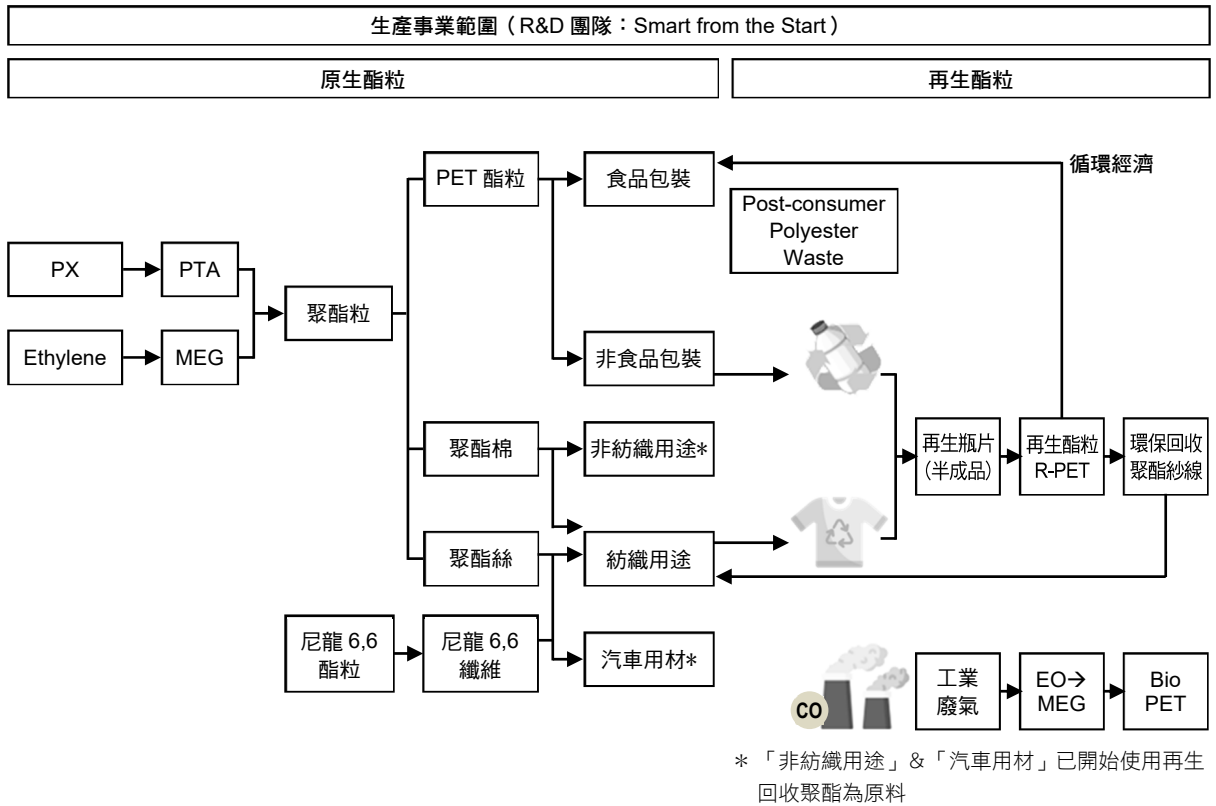 生產事業範圍（R&D 團隊：Smart from the Start）
原生酯粒
再生酯粒
PET 酯粒
食品包裝
循環經濟
Post-consumer
Polyester
Waste
PX
PTA
聚酯粒
Ethylene
MEG
非食品包裝
聚酯棉
非紡織用途*
再生瓶片
(半成品)
再生酯粒
R-PET
環保回收
聚酯紗線
聚酯絲
紡織用途
尼龍 6,6
酯粒
尼龍 6,6
纖維
汽車用材*
CO
工業
廢氣
EO→
MEG
Bio
PET
* 「非紡織用途」&「汽車用材」已開始使用再生
回收聚酯為原料